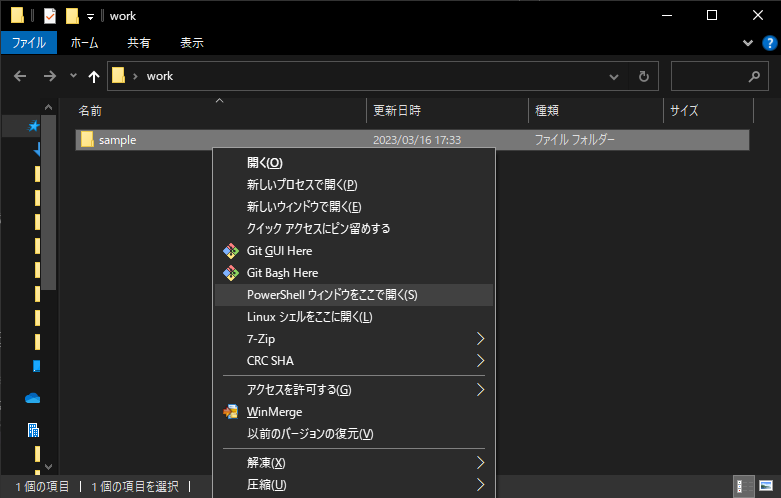 work
ファイル ホーム 共有 表示
work
名前 更新日時 種類 サイズ
sample 2023/03/16 17:33 ファイル フォルダー
開く(O)
新しいプロセスで開く(P)
新しいウィンドウで開く(E)
クイック アクセスにピン留めする
Git GUI Here
Git Bash Here
PowerShell ウィンドウをここで開く(S)
Linux シェルをここに開く(L)
7-Zip
CRC SHA
アクセスを許可する(G)
WinMerge
以前のバージョンの復元(V)
解凍(X)
圧縮(U)
1 個の項目 1 個の項目を選択